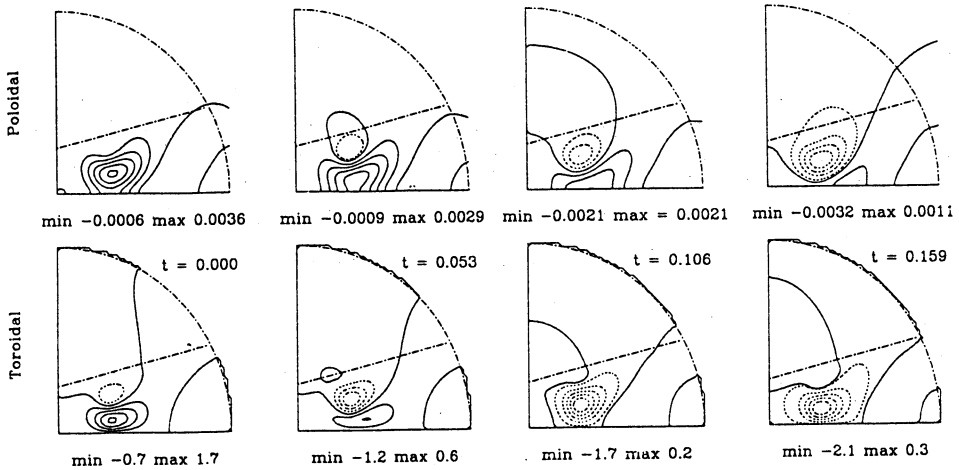 Poloidal
min -0.0006 max 0.0036
min -0.0009 max 0.0029
min -0.0021 max = 0.0021
min -0.0032 max 0.0011
Toroidal
t = 0.000
t = 0.053
t = 0.106
t = 0.159
min -0.7 max 1.7
min -1.2 max 0.6
min -1.7 max 0.2
min -2.1 max 0.3